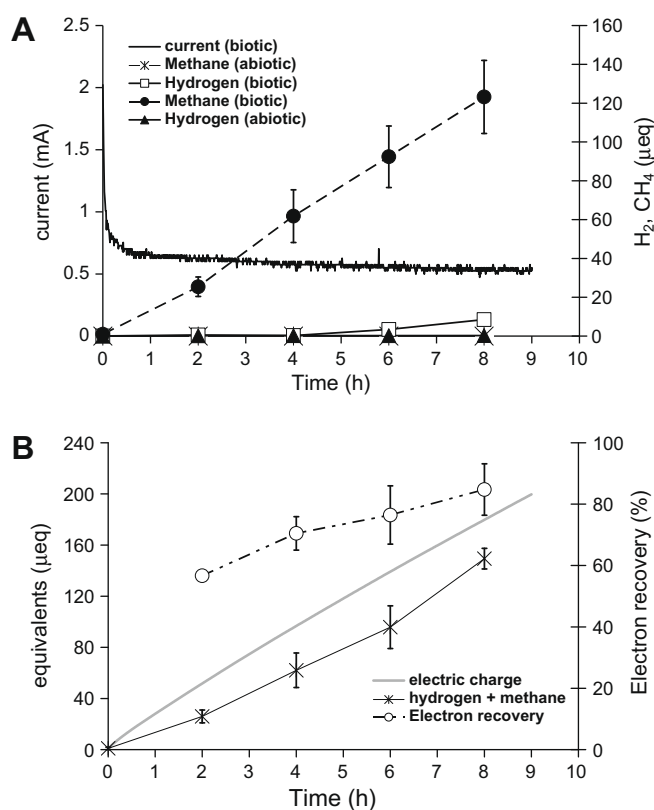 A
current (biotic)
Methane (abiotic)
Hydrogen (biotic)
Methane (biotic)
Hydrogen (abiotic)
2.5
2
1.5
1
0.5
0
current (mA)
160
140
120
100
80
60
40
20
0
H2, CH4 (µeq)
0 1 2 3 4 5 6 7 8 9 10
Time (h)
B
240
200
160
120
80
40
0
equivalents (µeq)
100
80
60
40
20
0
Electron recovery (%)
electric charge
hydrogen + methane
Electron recovery
0 1 2 3 4 5 6 7 8 9 10
Time (h)